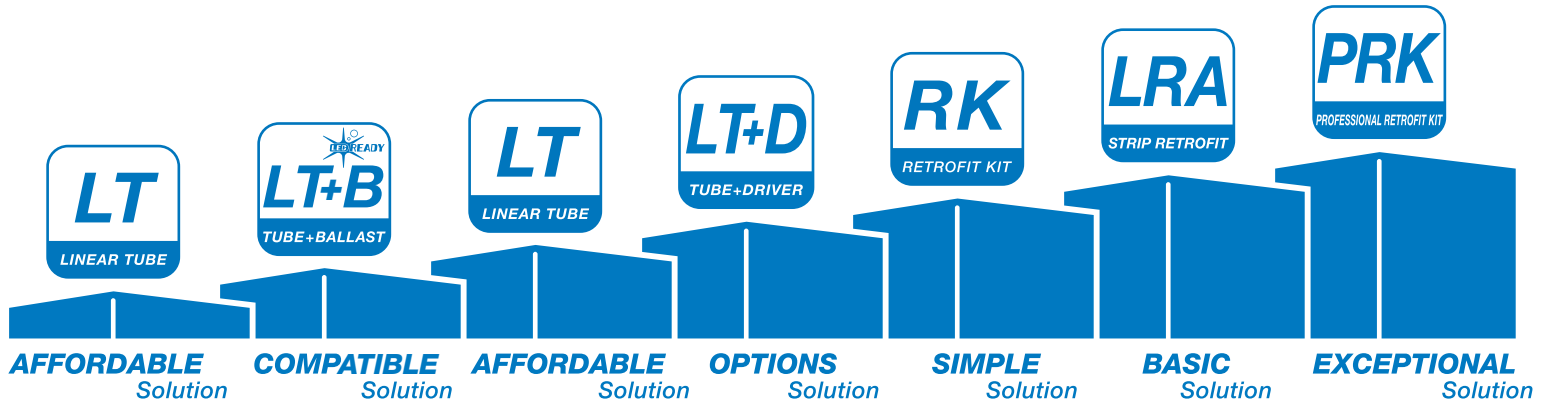 LT
LINEAR TUBE
LED READY
LT+B
TUBE+BALLAST
LT
LINEAR TUBE
LT+D
TUBE+DRIVER
RK
RETROFIT KIT
LRA
STRIP RETROFIT
PRK
PROFESSIONAL RETROFIT KIT
AFFORDABLE
Solution
COMPATIBLE
Solution
AFFORDABLE
Solution
OPTIONS
Solution
SIMPLE
Solution
BASIC
Solution
EXCEPTIONAL
Solution